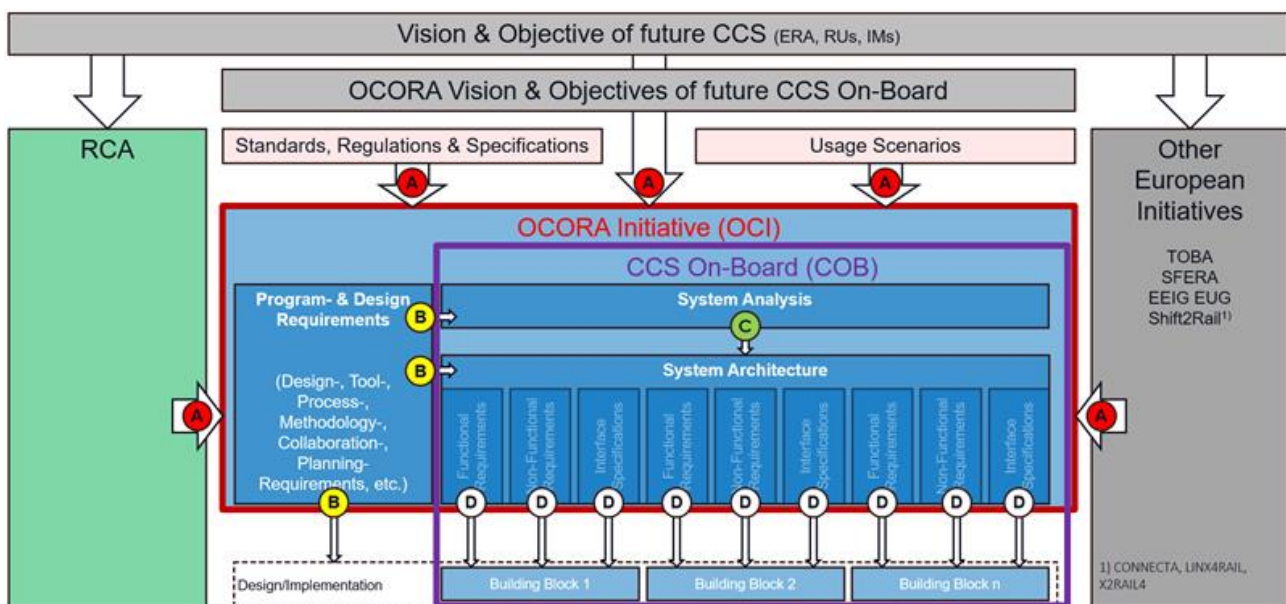 Vision & Objective of future CCS (ERA, RUs, IMs)
OCORA Vision & Objectives of future CCS On-Board
RCA
Standards, Regulations & Specifications
Usage Scenarios
Other
European
Initiatives
TOBA
SFERA
EEIG EUG
Shift2Rail1)
A
A
A
OCORA Initiative (OCI)
CCS On-Board (COB)
Program- & Design
Requirements
B
System Analysis
C
B
System Architecture
(Design-, Tool-,
Process-,
Methodology-,
Collaboration-,
Planning-
Requirements, etc.)
A
A
Functional
Requirements
Non-Functional
Requirements
Interface
Specifications
Functional
Requirements
Non-Functional
Requirements
Interface
Specifications
Functional
Requirements
Non-Functional
Requirements
Interface
Specifications
B
D
D
D
D
D
D
D
D
D
Design/Implementation
Building Block 1
Building Block 2
Building Block n
1) CONNECTA, LINX4RAIL,
X2RAIL4